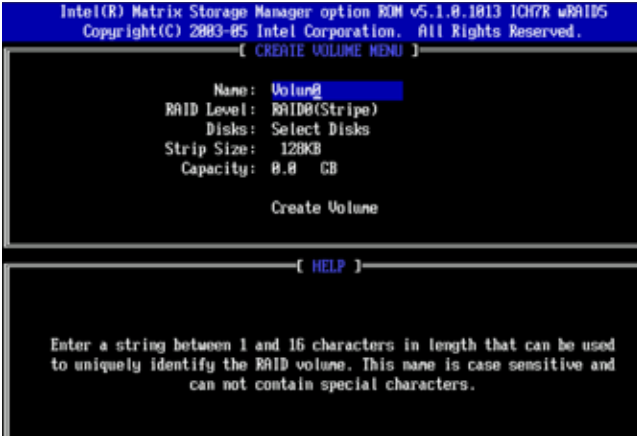 Intel(R) Matrix Storage Manager option ROM v5.1.0.1013 ICH7R wRAID5
Copyright(C) 2003-05 Intel Corporation. All Rights Reserved.
[ CREATE VOLUME MENU ]
Name: Volum0
RAID Level: RAID0(Stripe)
Disks: Select Disks
Strip Size: 128KB
Capacity: 0.0 GB
Create Volume
[ HELP ]
Enter a string between 1 and 16 characters in length that can be used
to uniquely identify the RAID volume. This name is case sensitive and
can not contain special characters.